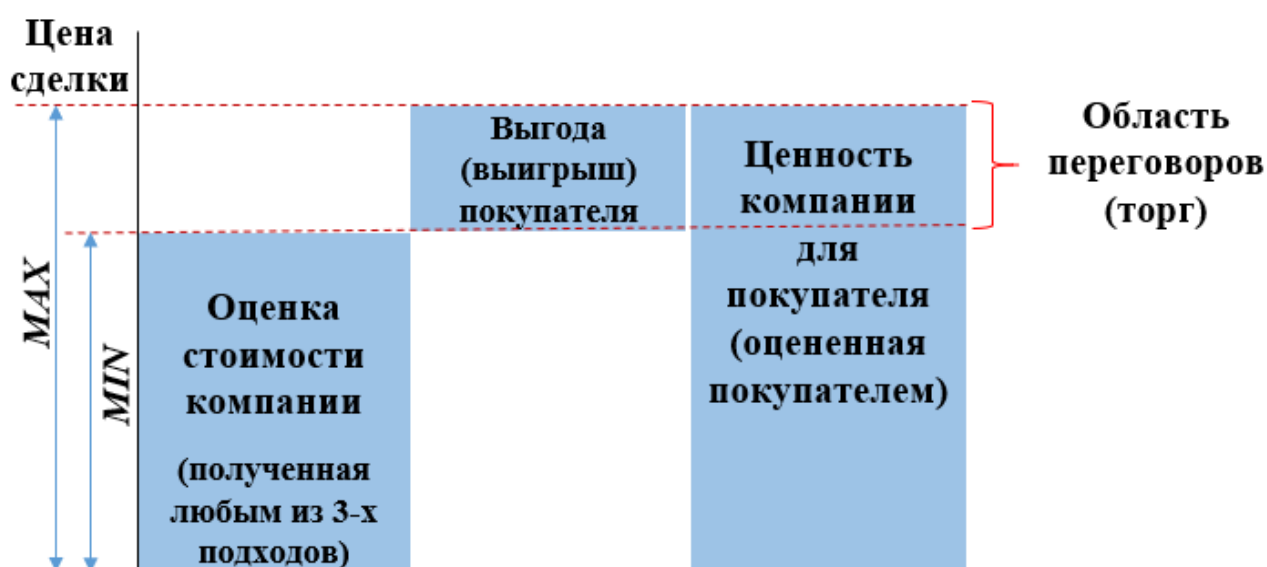 Цена
сделки
MAX
MIN
Оценка
стоимости
компании
(полученная
любым из 3-х
подходов)
Выгода
(выигрыш)
покупателя
Ценность
компании
для
покупателя
(оцененная
покупателем)
Область
переговоров
(торг)